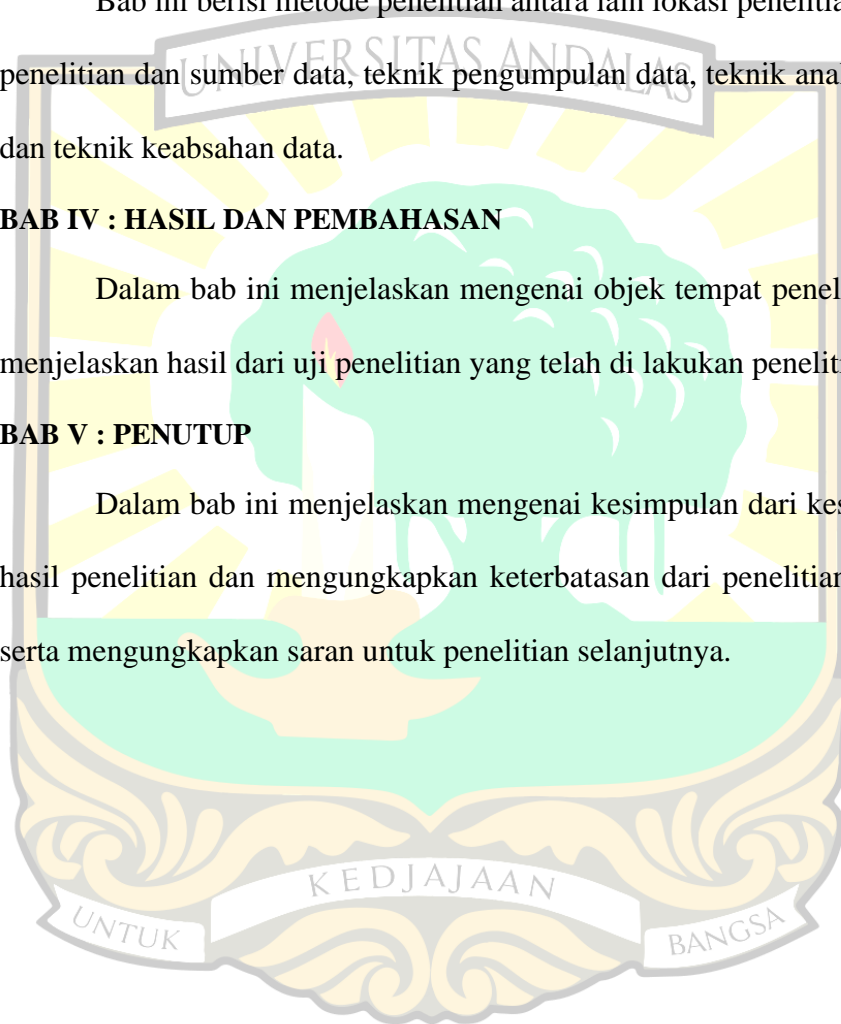 Bab ini berisi metode penelitian antara lain lokasi penelitia
UNIVERSITAS ANDALAS
penelitian dan sumber data, teknik pengumpulan data, teknik anal
dan teknik keabsahan data.
BAB IV : HASIL DAN PEMBAHASAN
Dalam bab ini menjelaskan mengenai objek tempat penel
menjelaskan hasil dari uji penelitian yang telah di lakukan peneliti
BAB V : PENUTUP
Dalam bab ini menjelaskan mengenai kesimpulan dari kes
hasil penelitian dan mengungkapkan keterbatasan dari penelitian
serta mengungkapkan saran untuk penelitian selanjutnya.
UNTUK KEDJAJAAN BANGSA